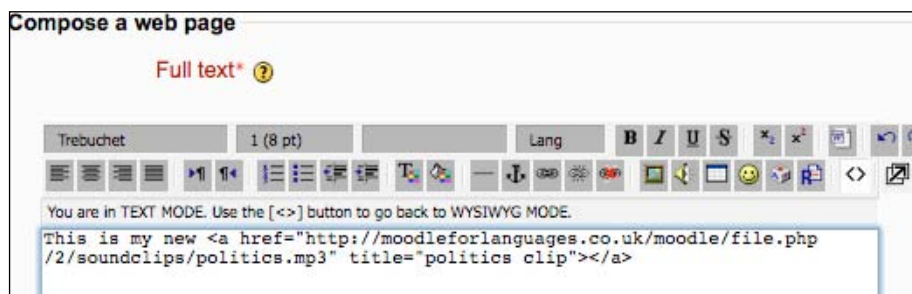 Compose a web page
Full text* ?
Trebuchet 1 (8 pt) Lang B I U S x₂ x²
You are in TEXT MODE. Use the [<>] button to go back to WYSIWYG MODE.
This is my new <a href="http://moodleforlanguages.co.uk/moodle/file.php
/2/soundclips/politics.mp3" title="politics clip"></a>